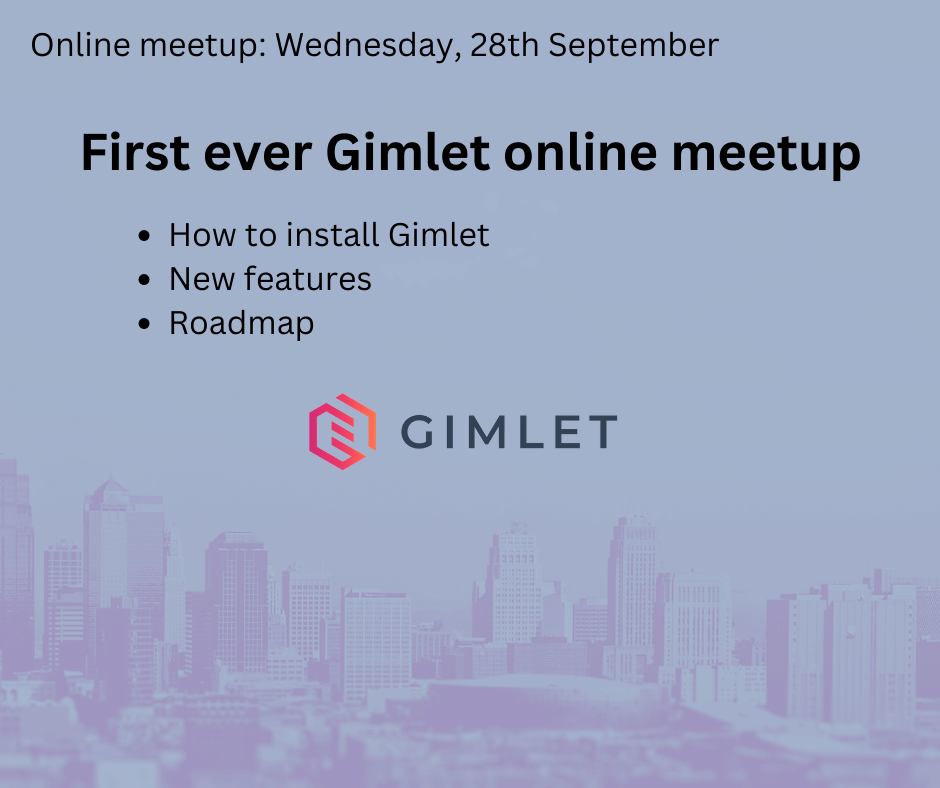 Online meetup: Wednesday, 28th September
First ever Gimlet online meetup
• How to install Gimlet
• New features
• Roadmap
GIMLET